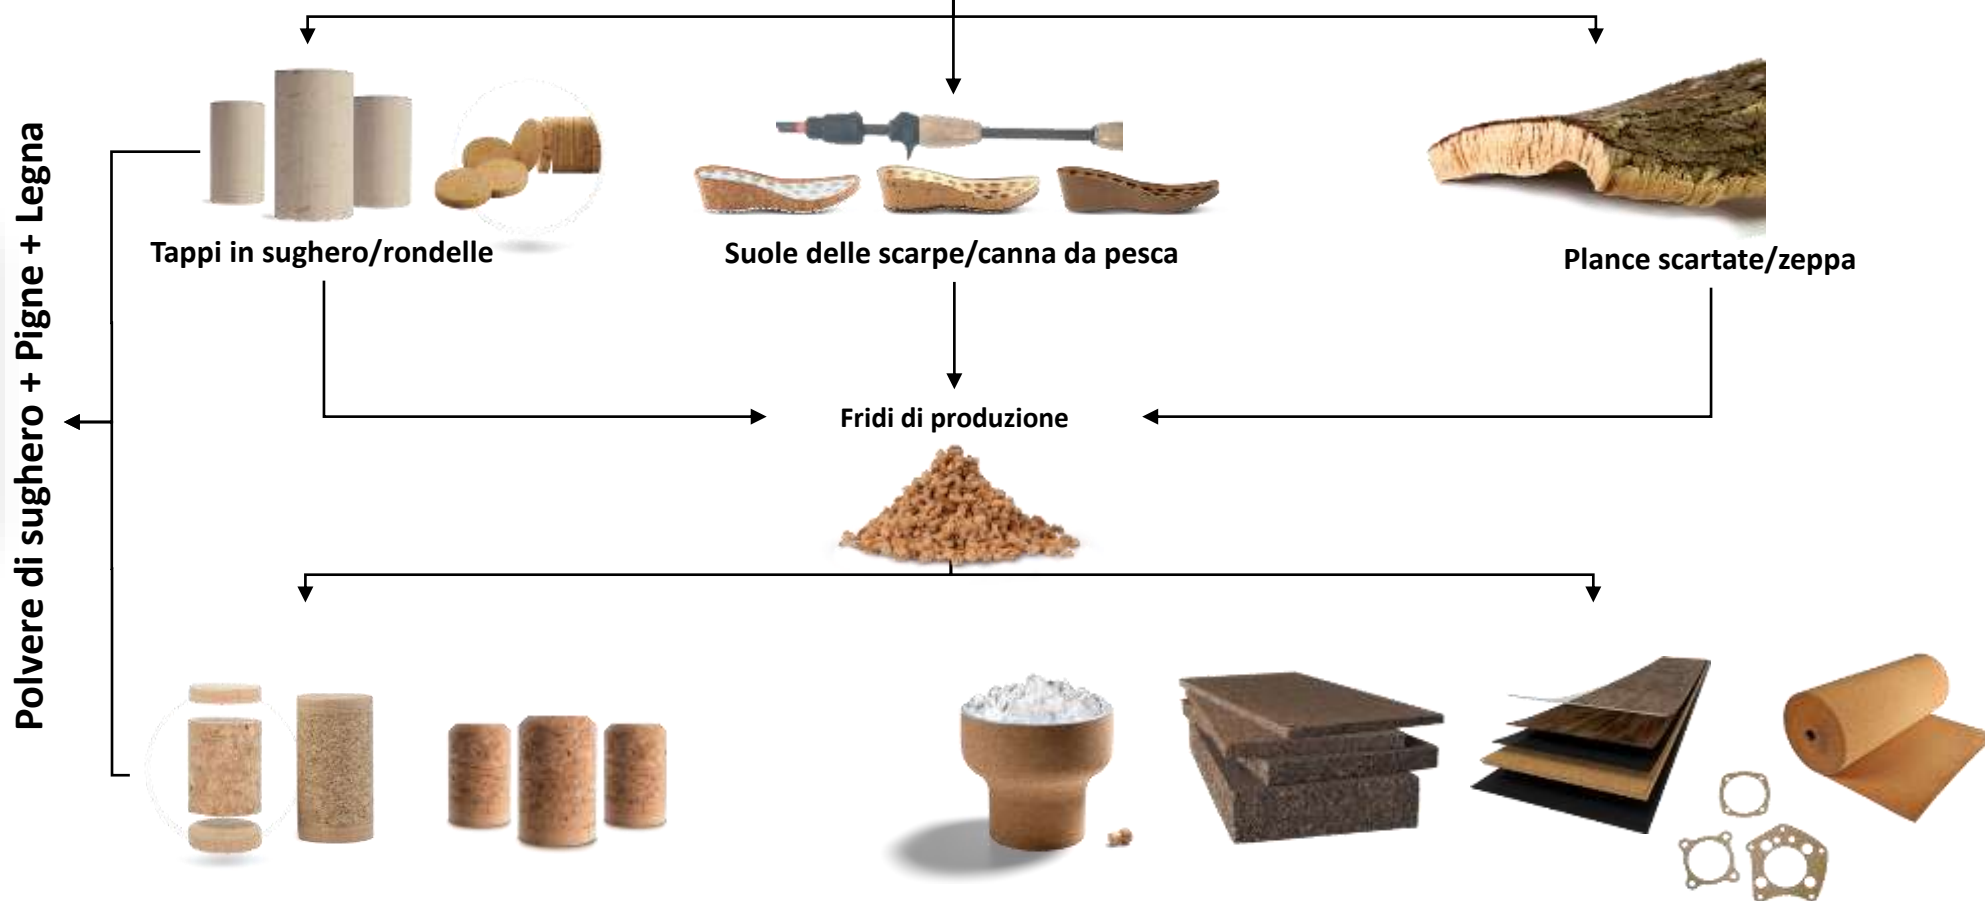 Polvere di sughero + Pigne + Legna
Tappi in sughero/rondelle
Suole delle scarpe/canna da pesca
Plance scartate/zeppa
Fridi di produzione